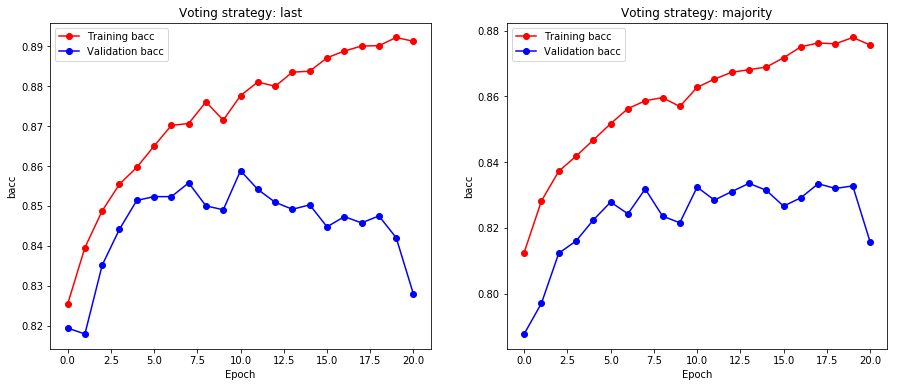 Voting strategy: last
Training bacc
Validation bacc
bacc
0.89
0.88
0.87
0.86
0.85
0.84
0.83
0.82
0.0 2.5 5.0 7.5 10.0 12.5 15.0 17.5 20.0
Epoch
Voting strategy: majority
Training bacc
Validation bacc
bacc
0.88
0.86
0.84
0.82
0.80
0.0 2.5 5.0 7.5 10.0 12.5 15.0 17.5 20.0
Epoch